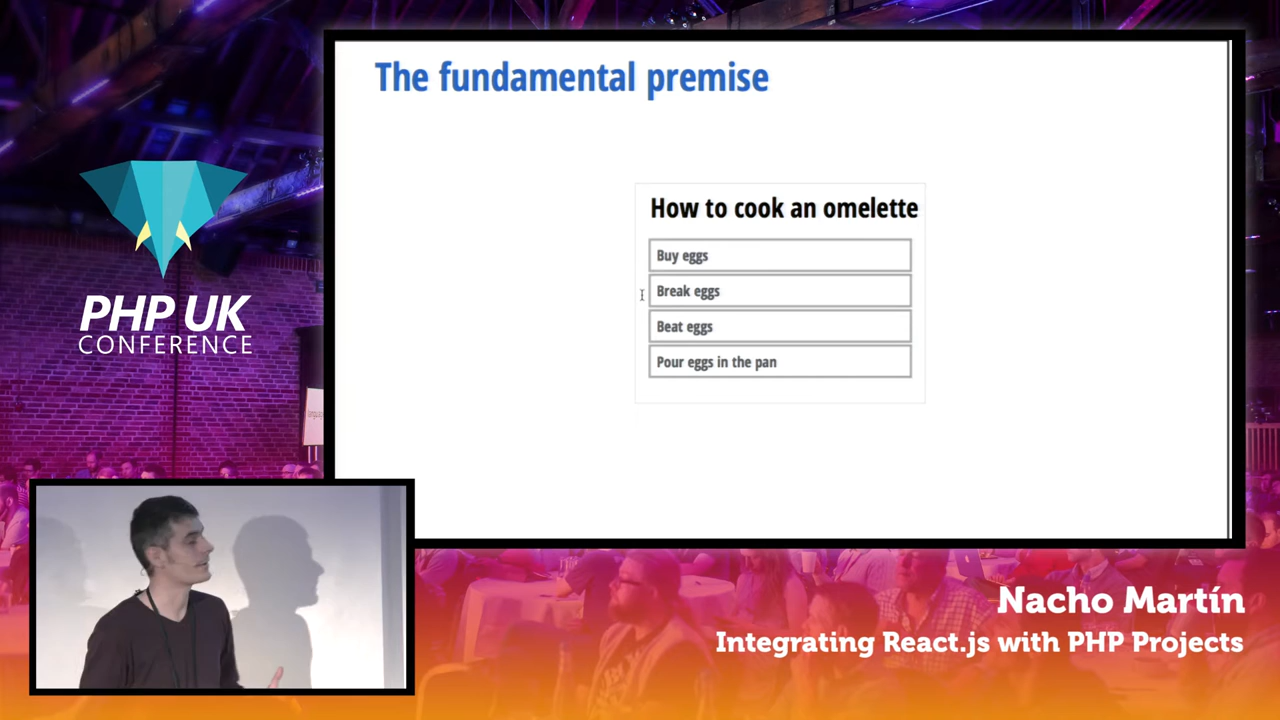 The fundamental premise
How to cook an omelette
Buy eggs
Break eggs
Beat eggs
Pour eggs in the pan
PHP UK
CONFERENCE
Nacho Martín
Integrating React.js with PHP Projects